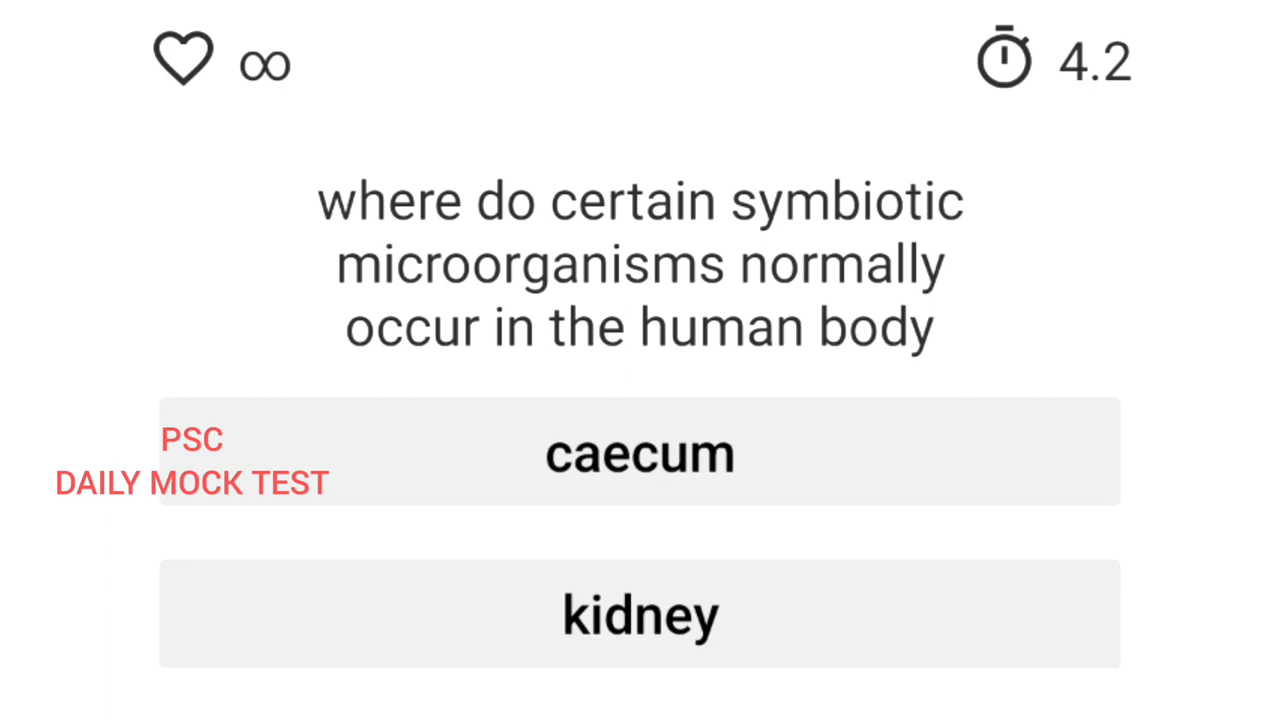 ∞
4.2
where do certain symbiotic
microorganisms normally
occur in the human body
PSC
DAILY MOCK TEST
caecum
kidney